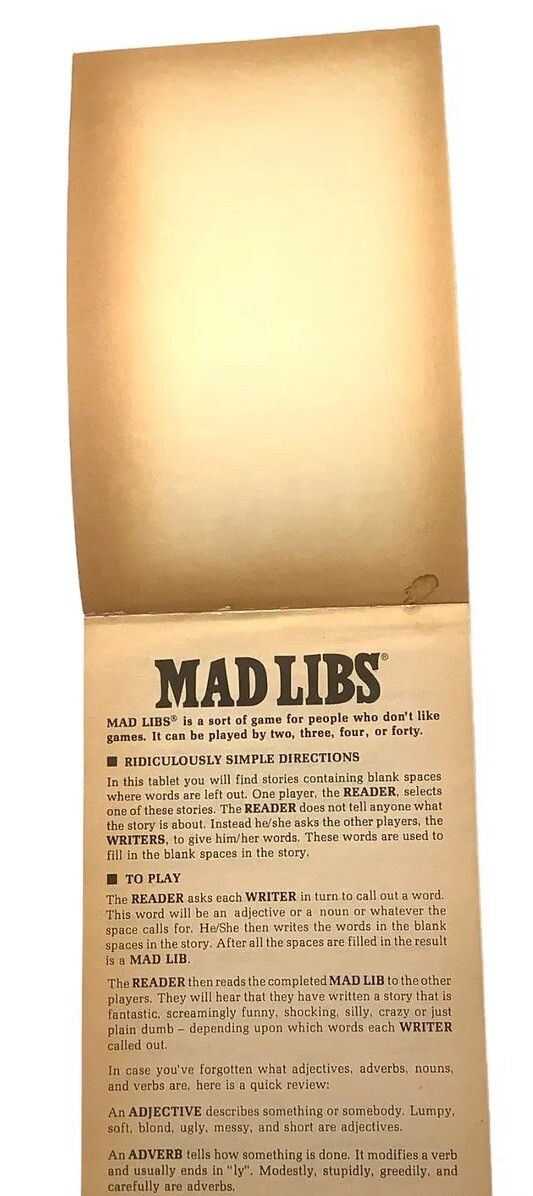 MAD LIBS®
MAD LIBS® is a sort of game for people who don't like
games. It can be played by two, three, four, or forty.
■ RIDICULOUSLY SIMPLE DIRECTIONS
In this tablet you will find stories containing blank spaces
where words are left out. One player, the READER, selects
one of these stories. The READER does not tell anyone what
the story is about. Instead he/she asks the other players, the
WRITERS, to give him/her words. These words are used to
fill in the blank spaces in the story.
■ TO PLAY
The READER asks each WRITER in turn to call out a word.
This word will be an adjective or a noun or whatever the
space calls for. He/She then writes the words in the blank
spaces in the story. After all the spaces are filled in the result
is a MAD LIB.
The READER then reads the completed MAD LIB to the other
players. They will hear that they have written a story that is
fantastic, screamingly funny, shocking, silly, crazy or just
plain dumb – depending upon which words each WRITER
called out.
In case you've forgotten what adjectives, adverbs, nouns,
and verbs are, here is a quick review:
An ADJECTIVE describes something or somebody. Lumpy,
soft, blond, ugly, messy, and short are adjectives.
An ADVERB tells how something is done. It modifies a verb
and usually ends in "ly". Modestly, stupidly, greedily, and
carefully are adverbs.